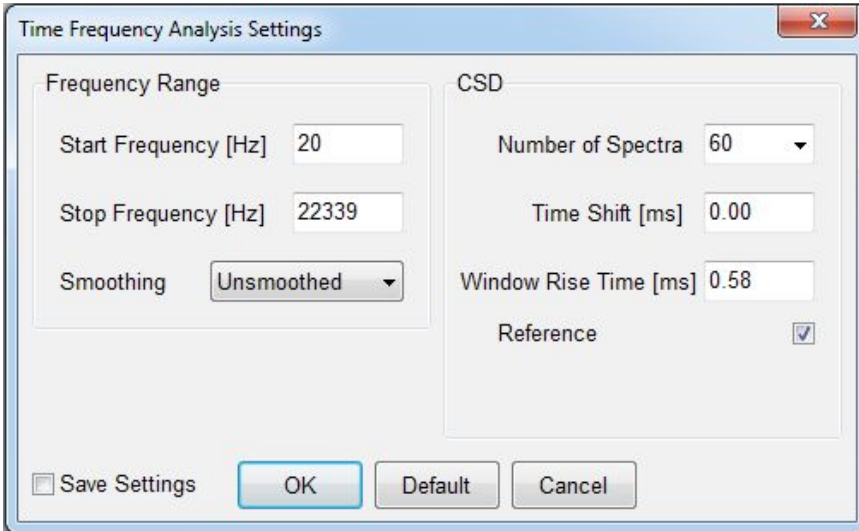 Time Frequency Analysis Settings
Frequency Range
Start Frequency [Hz] 20
Stop Frequency [Hz] 22339
Smoothing Unsmoothed
CSD
Number of Spectra 60
Time Shift [ms] 0.00
Window Rise Time [ms] 0.58
Reference
Save Settings OK Default Cancel